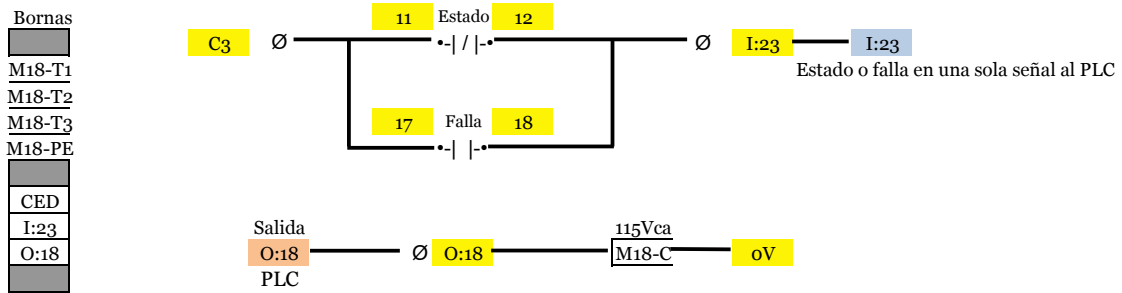 Bornas
M18-T1
M18-T2
M18-T3
M18-PE
CED
I:23
O:18
11 Estado 12
C3 Ø •-| / |-• Ø I:23 I:23
Estado o falla en una sola señal al PLC
17 Falla 18
•-| |-•
Salida 115Vca
O:18 Ø O:18 M18-C 0V
PLC